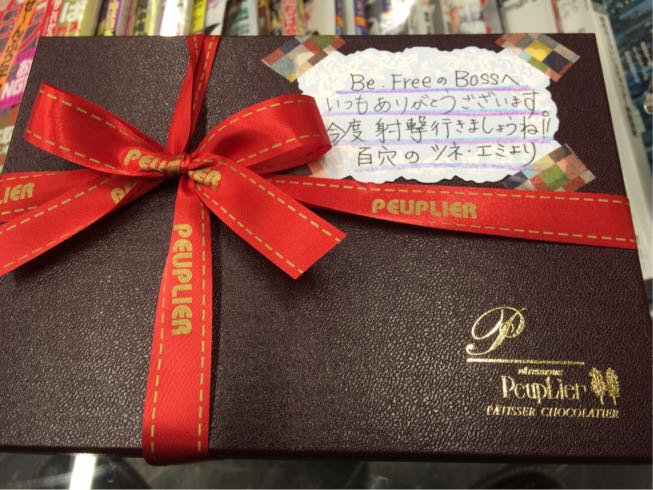 Be.FreeのBossへ
いつもありがとうございます。
今度 射撃行きましょうね!!
百穴の ツネ.エミより
PEUPLIER
PEUPLIER
PEUPLIER
P
PÂTISSERIE
PeupLier
PÂTISSER CHOCOLATIER